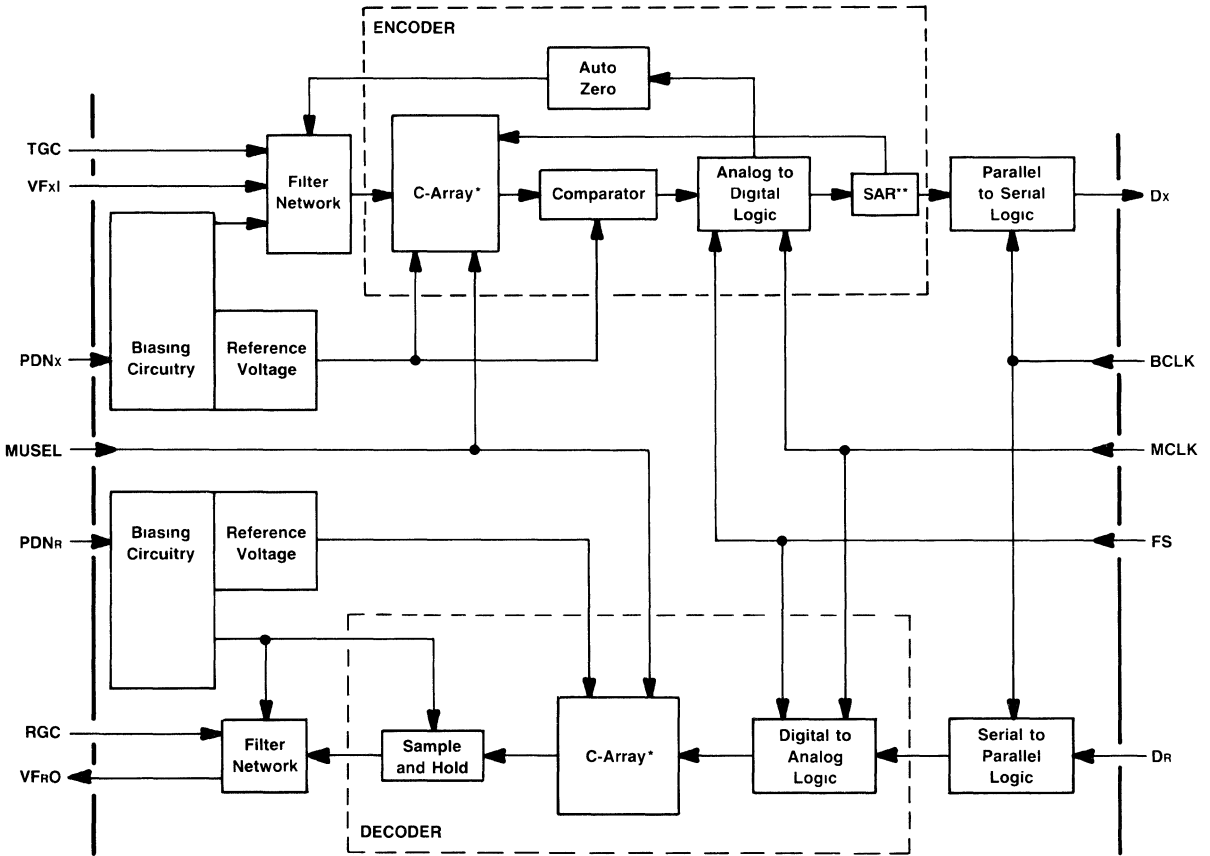 ENCODER
Auto
Zero
TGC
VFxI
Filter
Network
C-Array*
Comparator
Analog to
Digital
Logic
SAR**
Parallel
to Serial
Logic
Dx
PDNx
Biasing
Circuitry
Reference
Voltage
BCLK
MUSEL
MCLK
PDNR
Biasing
Circuitry
Reference
Voltage
FS
RGC
VFRO
Filter
Network
Sample
and Hold
C-Array*
Digital to
Analog
Logic
Serial to
Parallel
Logic
DR
DECODER